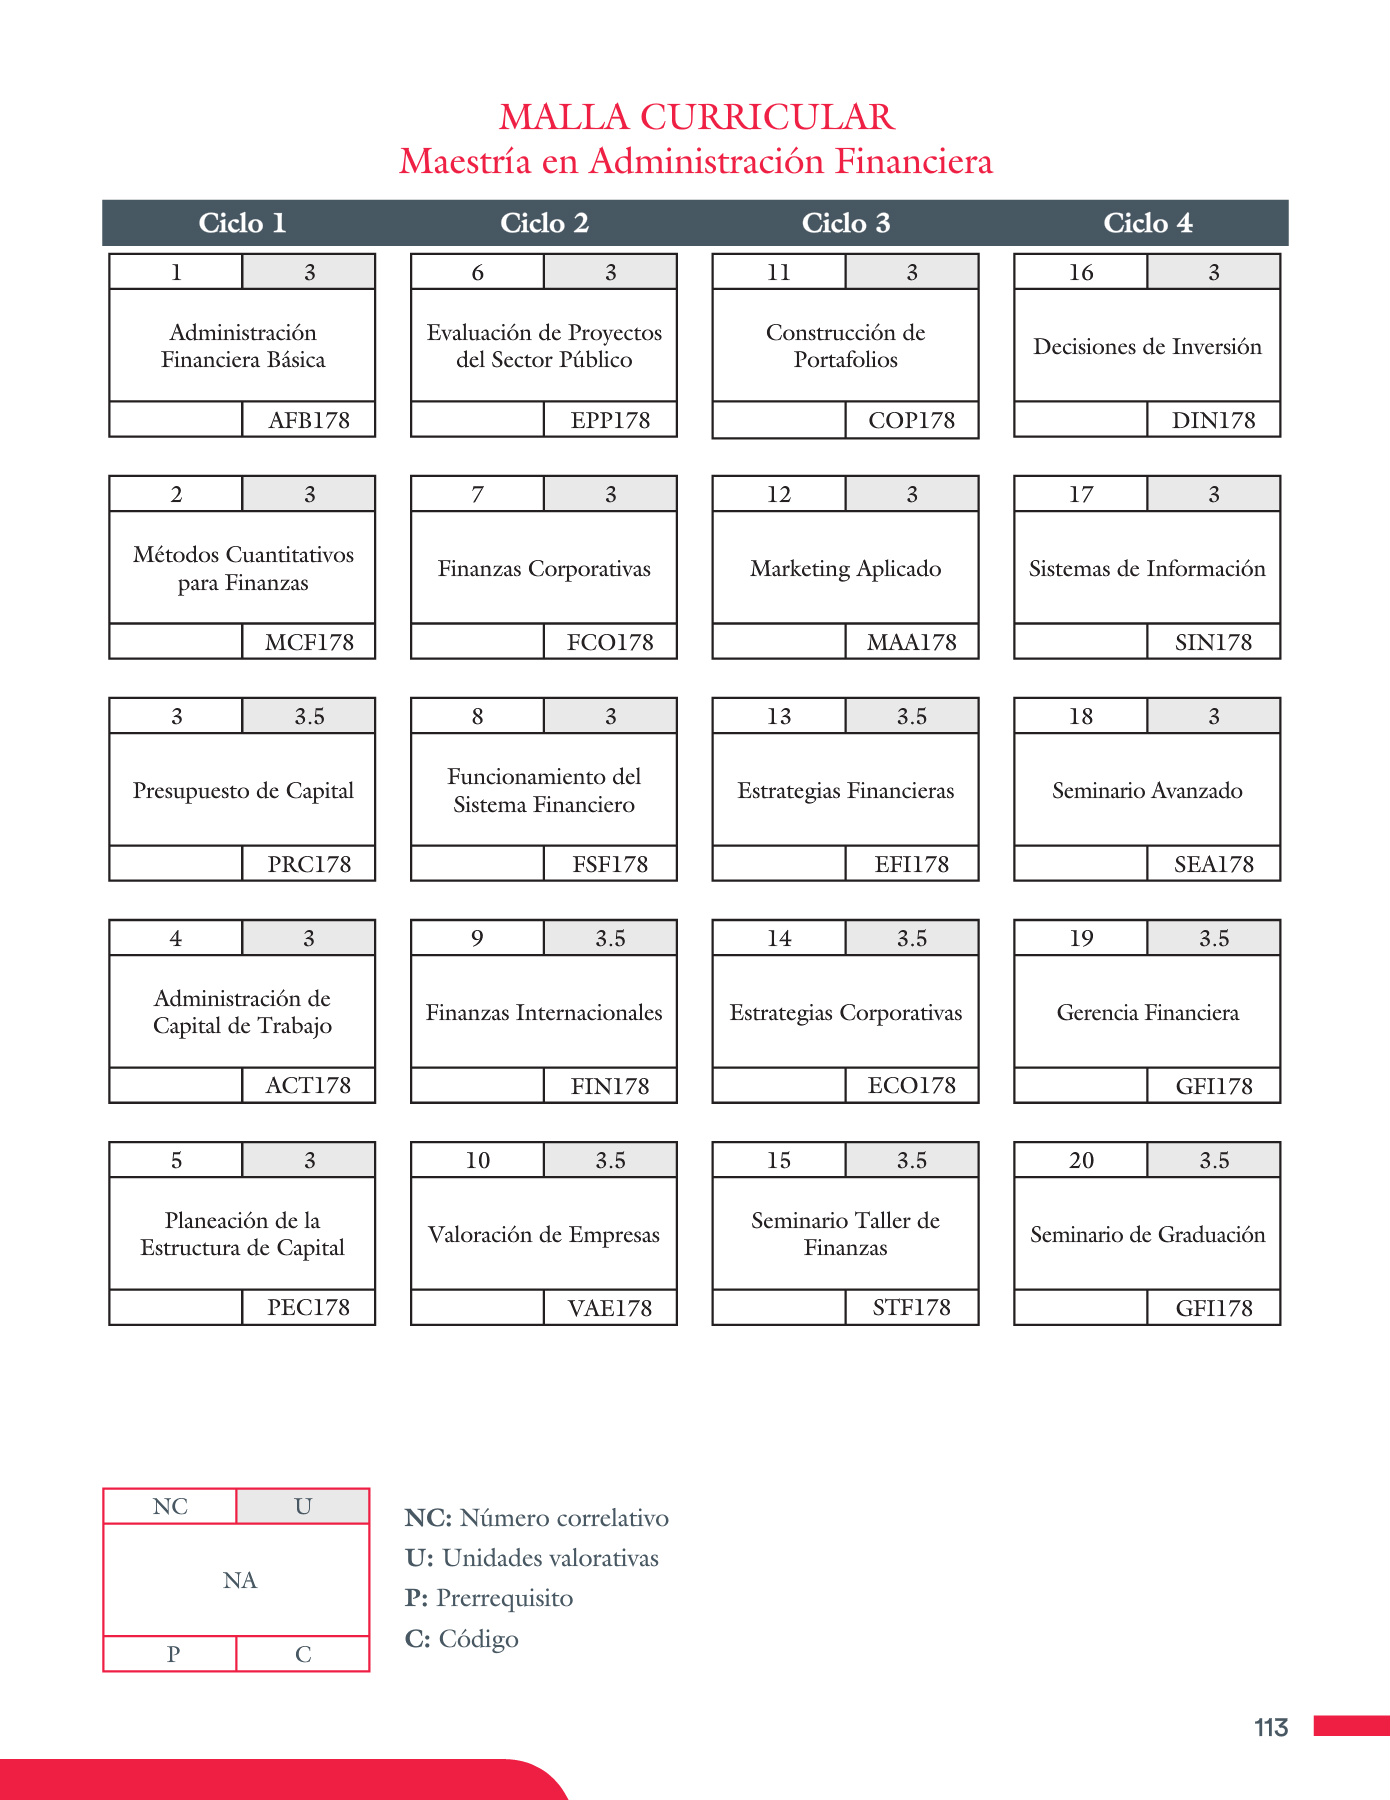 MALLA CURRICULAR
Maestría en Administración Financiera
Ciclo 1 Ciclo 2 Ciclo 3 Ciclo 4
1 3
Administración
Financiera Básica
AFB178
6 3
Evaluación de Proyectos
del Sector Público
EPP178
11 3
Construcción de
Portafolios
COP178
16 3
Decisiones de Inversión
DIN178
2 3
Métodos Cuantitativos
para Finanzas
MCF178
7 3
Finanzas Corporativas
FCO178
12 3
Marketing Aplicado
MAA178
17 3
Sistemas de Información
SIN178
3 3.5
Presupuesto de Capital
PRC178
8 3
Funcionamiento del
Sistema Financiero
FSF178
13 3.5
Estrategias Financieras
EFI178
18 3
Seminario Avanzado
SEA178
4 3
Administración de
Capital de Trabajo
ACT178
9 3.5
Finanzas Internacionales
FIN178
14 3.5
Estrategias Corporativas
ECO178
19 3.5
Gerencia Financiera
GFI178
5 3
Planeación de la
Estructura de Capital
PEC178
10 3.5
Valoración de Empresas
VAE178
15 3.5
Seminario Taller de
Finanzas
STF178
20 3.5
Seminario de Graduación
GFI178
NC U
NA
P C
NC: Número correlativo
U: Unidades valorativas
P: Prerrequisito
C: Código
113